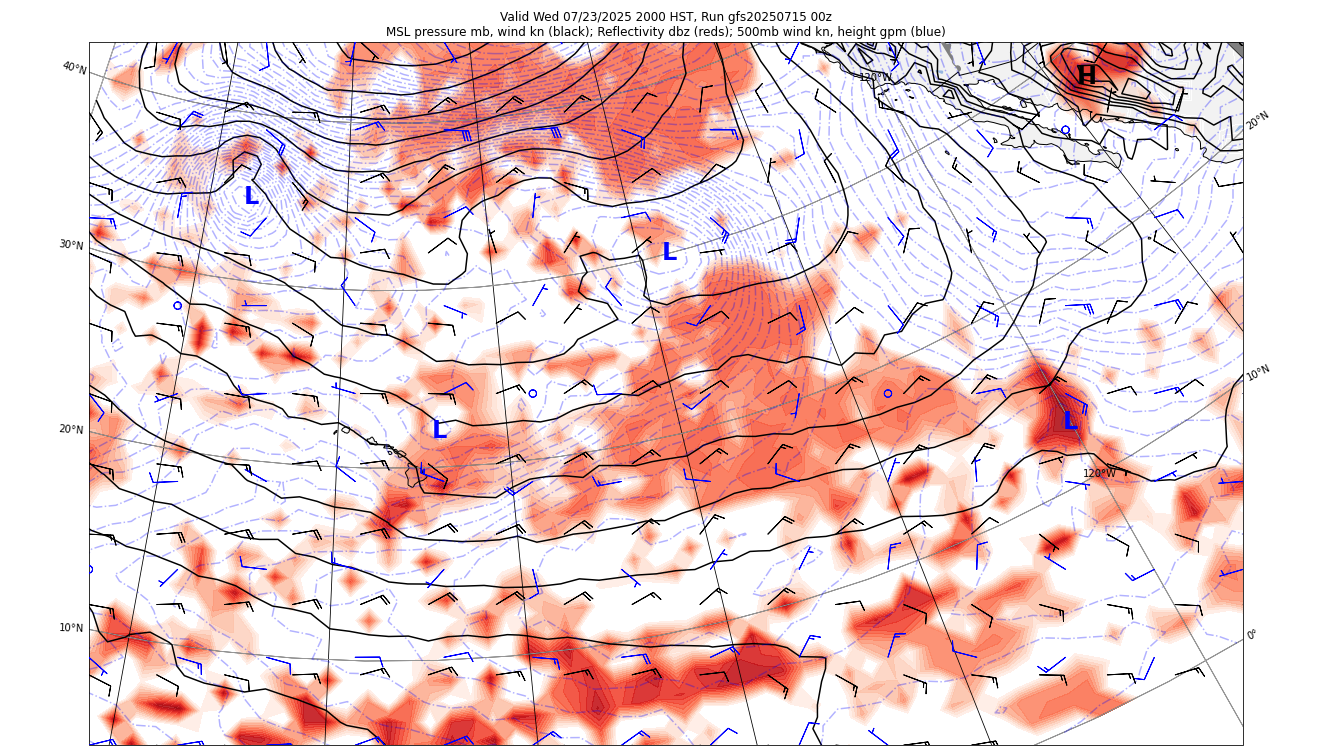 Valid Wed 07/23/2025 2000 HST, Run gfs20250715 00z
MSL pressure mb, wind kn (black); Reflectivity dbz (reds); 500mb wind kn, height gpm (blue)
40°N
120°W
H
20°N
L
30°N
L
10°N
20°N
L
L
L
120°W
10°N
0°